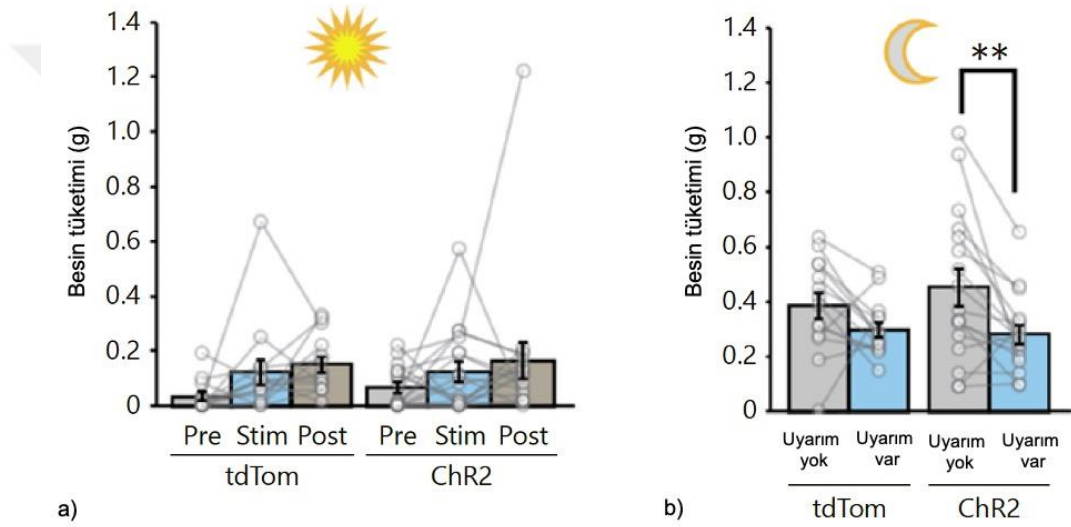 1.4
1.2
1.0
0.8
0.6
0.4
0.2
0
Besin tüketimi (g)
Pre Stim Post Pre Stim Post
tdTom ChR2
a)
1.4
1.2
1.0
0.8
0.6
0.4
0.2
0
Besin tüketimi (g)
**
Uyarım Uyarım Uyarım Uyarım
yok var yok var
tdTom ChR2
b)